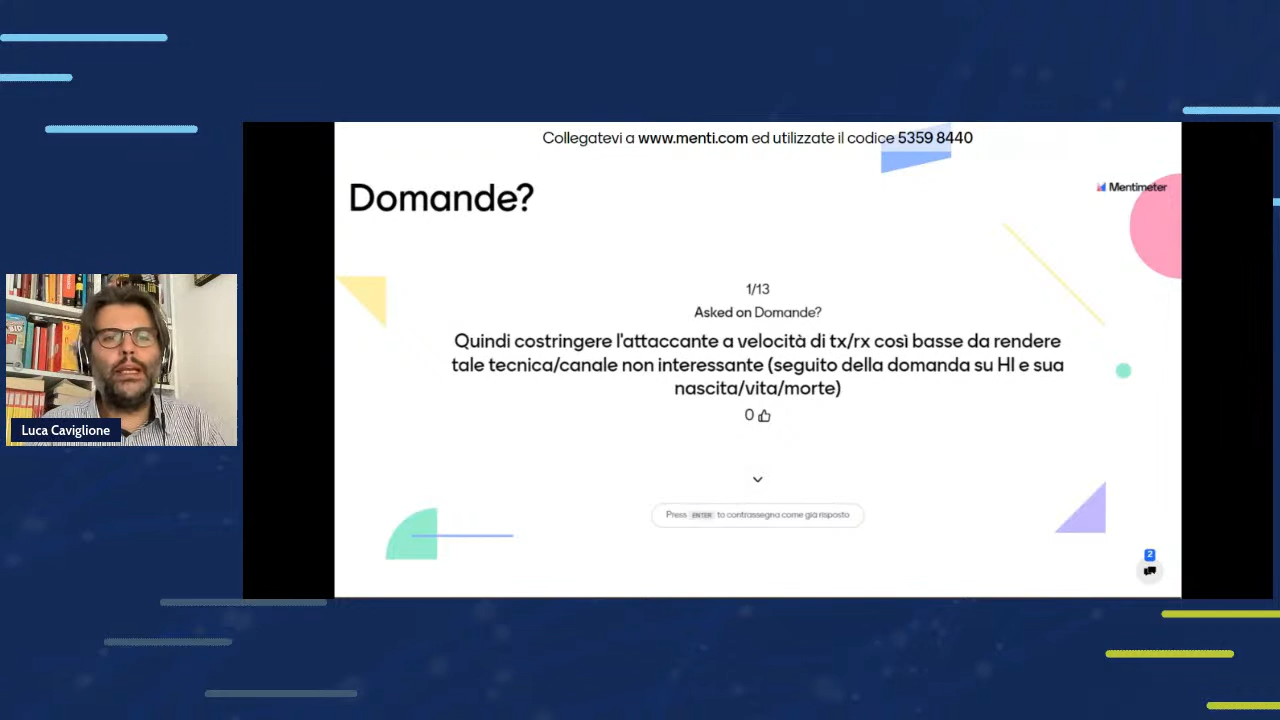 Collegatevi a www.menti.com ed utilizzate il codice 5359 8440
Domande?
Mentimeter
1/13
Asked on Domande?
Quindi costringere l'attaccante a velocità di tx/rx così basse da rendere
tale tecnica/canale non interessante (seguito della domanda su HI e sua
nascita/vita/morte)
0
Press ENTER to contrassegna come già risposto
2
Luca Caviglione